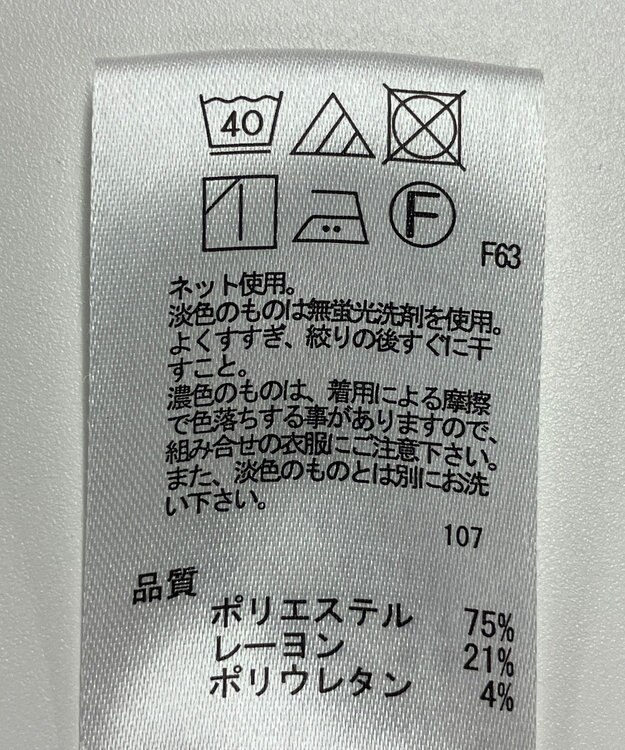 40
F
F63
ネット使用。
淡色のものは無蛍光洗剤を使用。
よくすすぎ、絞りの後すぐに干
すこと。
濃色のものは、着用による摩擦
で色落ちする事がありますので、
組み合せの衣服にご注意下さい。
また、淡色のものとは別にお洗
い下さい。
107
品質
ポリエステル 75%
レーヨン 21%
ポリウレタン 4%